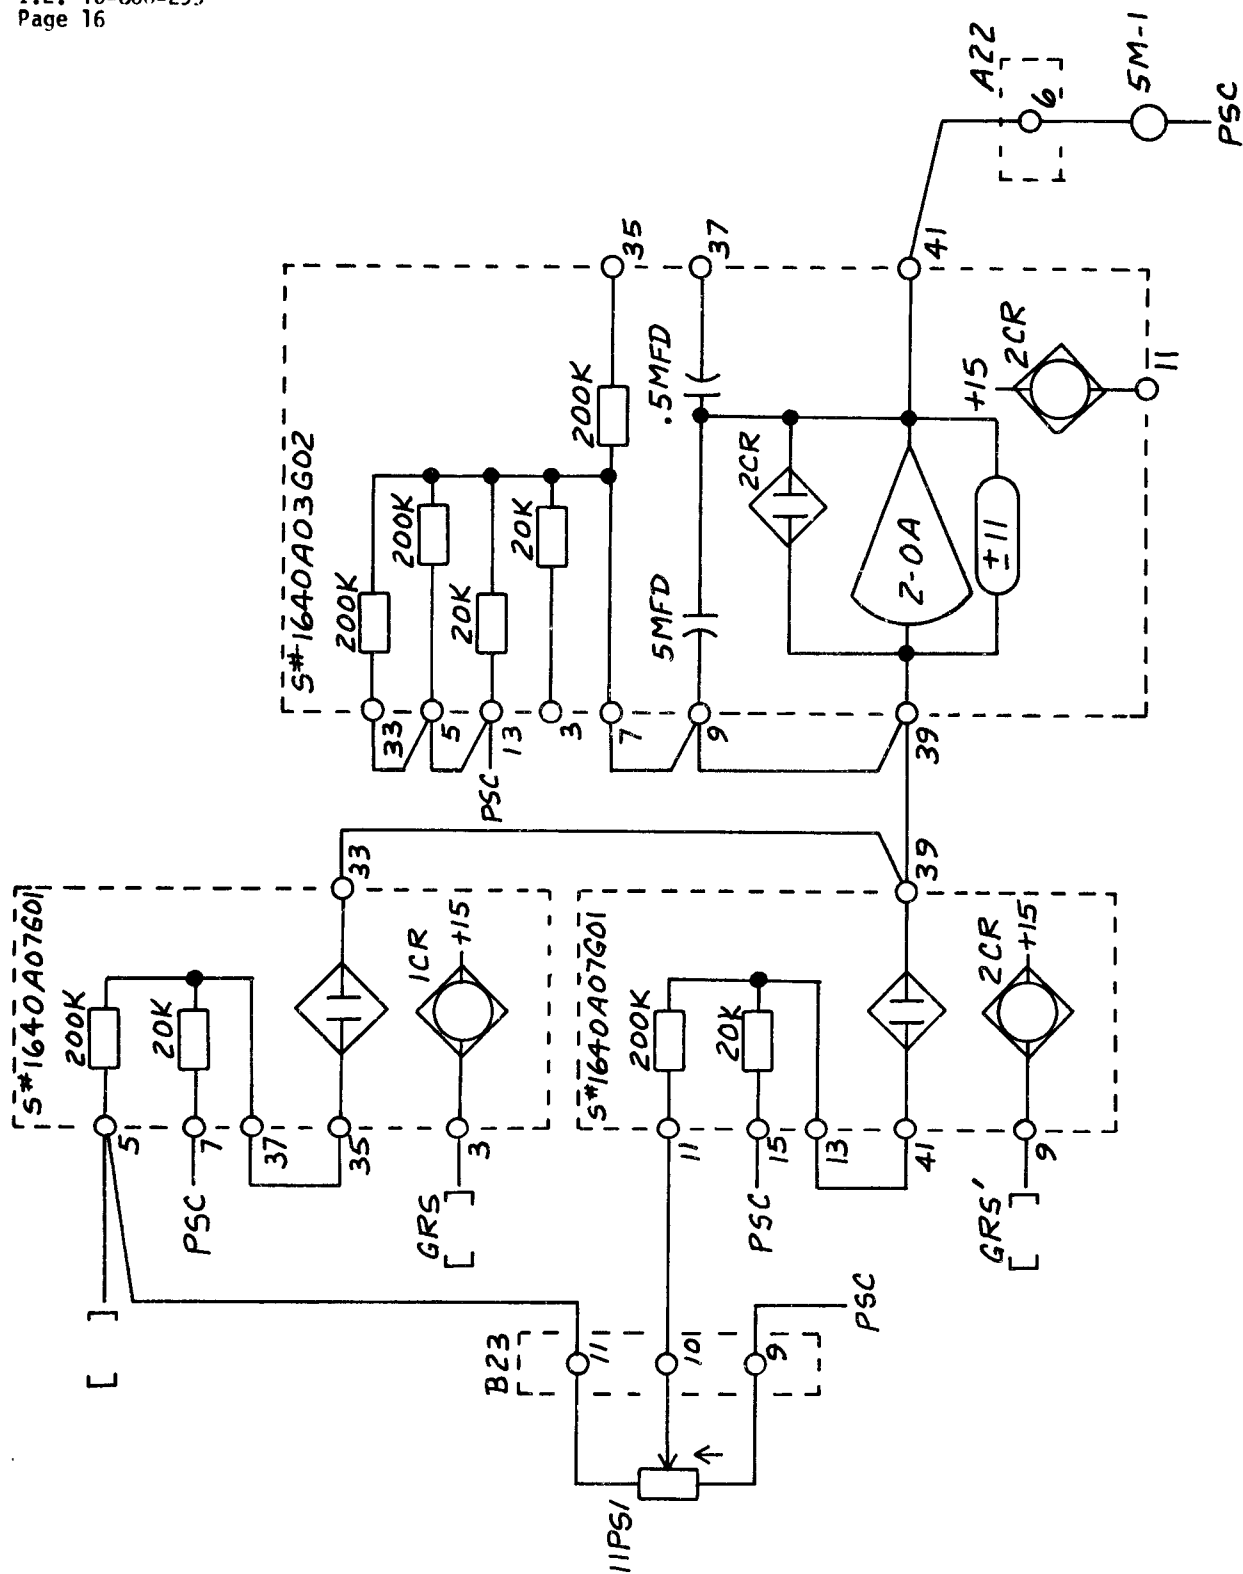 Page 16
S#1640A07G01
200K
20K
5
7
PSC
37
35
33
1CR
+15
3
GRS
[ ]
[ ]
S#1640A07G01
200K
20K
11
15
PSC
13
41
39
2CR
+15
9
GRS'
[ ]
B23
11
10
9
PSC
11PS1
S#1640A03G02
200K
200K
20K
20K
200K
33
5
13
PSC
3
7
9
39
35
37
41
5MFD
.5MFD
2CR
2-OA
±11
+15
2CR
11
A22
6
5M-1
PSC